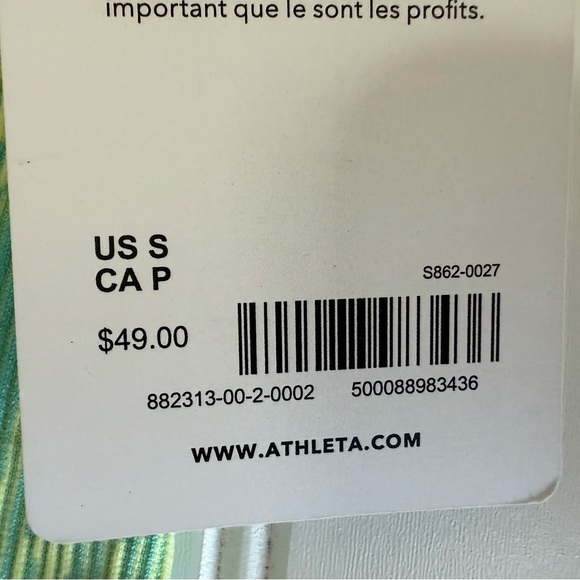 important que le sont les profits.
US S
CA P
S862-0027
$49.00
882313-00-2-0002 500088983436
WWW.ATHLETA.COM